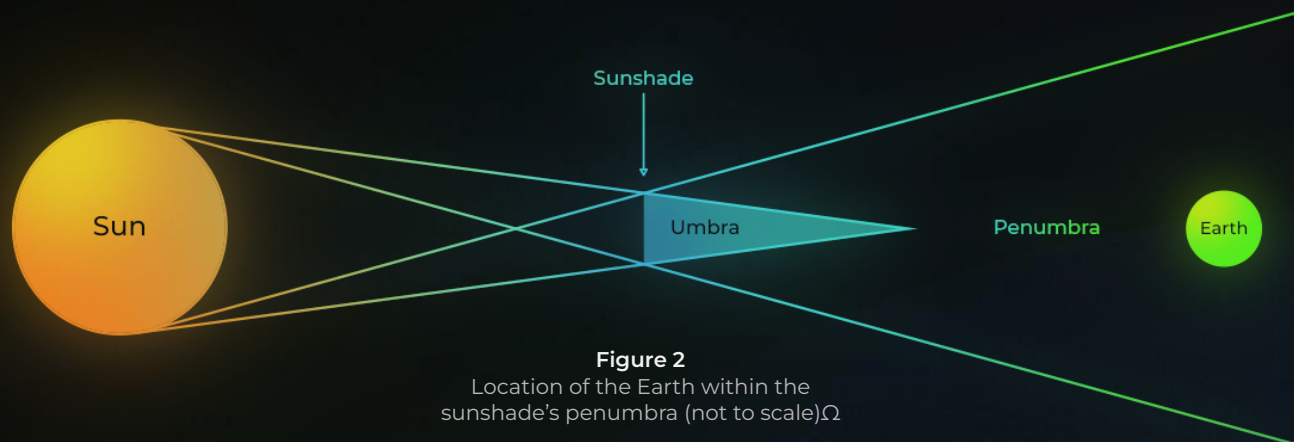 Sunshade
Sun
Umbra
Penumbra
Earth
Figure 2
Location of the Earth within the
sunshade’s penumbra (not to scale)Ω